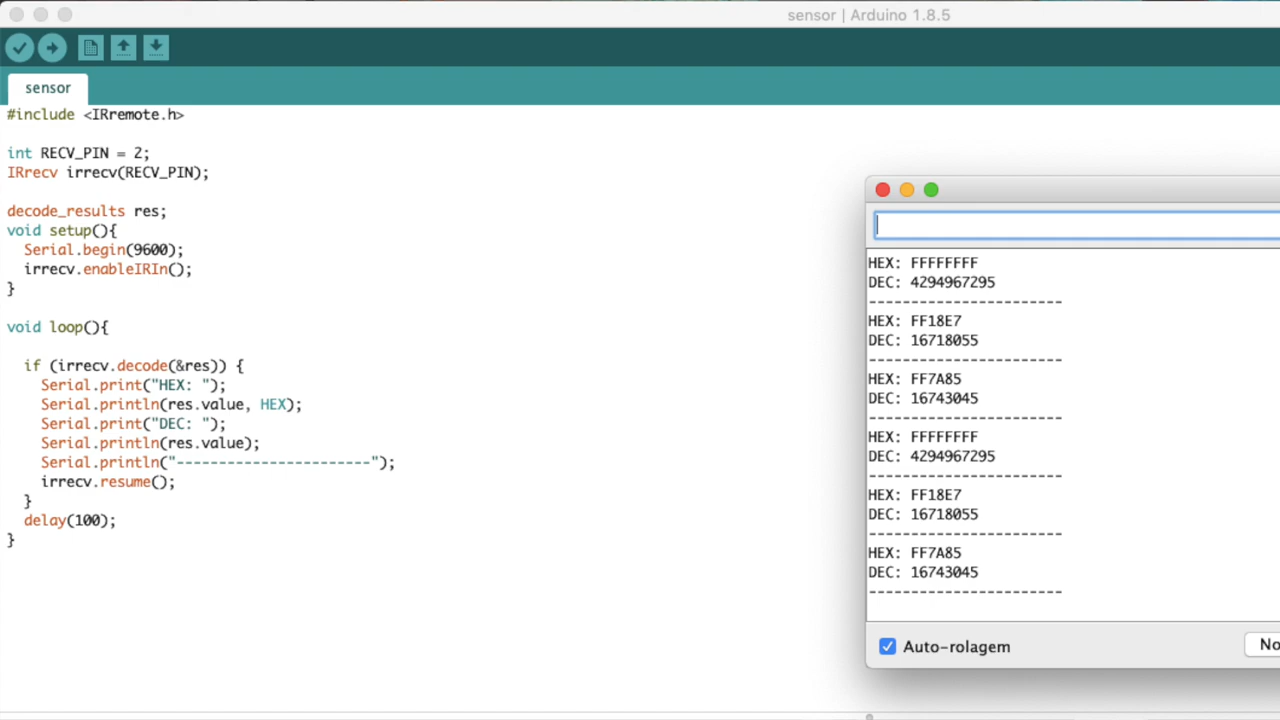 sensor | Arduino 1.8.5
sensor
#include <IRremote.h>
int RECV_PIN = 2;
IRrecv irrecv(RECV_PIN);
decode_results res;
void setup(){
  Serial.begin(9600);
  irrecv.enableIRIn();
}
void loop(){
  if (irrecv.decode(&res)) {
    Serial.print("HEX: ");
    Serial.println(res.value, HEX);
    Serial.print("DEC: ");
    Serial.println(res.value);
    Serial.println("-----------------------");
    irrecv.resume();
  }
  delay(100);
}
HEX: FFFFFFFF
DEC: 4294967295
-----------------------
HEX: FF18E7
DEC: 16718055
-----------------------
HEX: FF7A85
DEC: 16743045
-----------------------
HEX: FFFFFFFF
DEC: 4294967295
-----------------------
HEX: FF18E7
DEC: 16718055
-----------------------
HEX: FF7A85
DEC: 16743045
-----------------------
Auto-rolagem
No